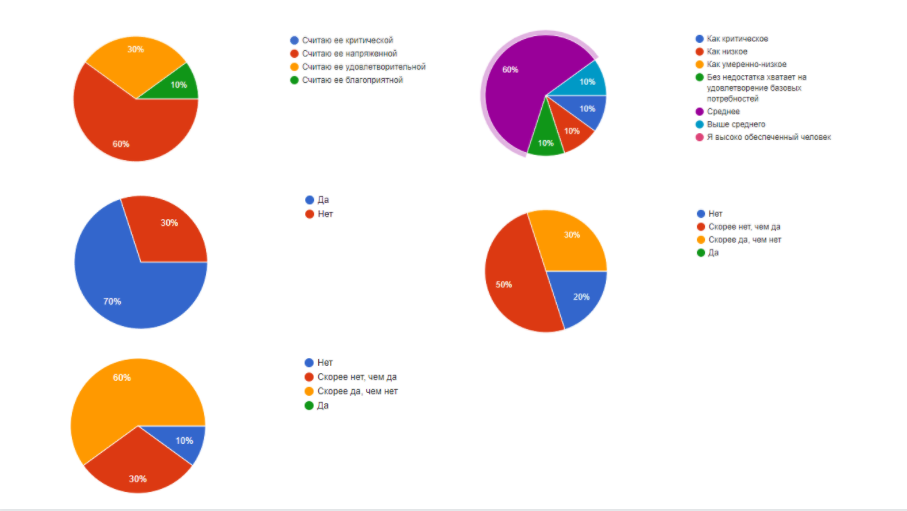 30%
10%
60%
Считаю ее критической
Считаю ее напряженной
Считаю ее удовлетворительной
Считаю ее благоприятной
60%
10%
10%
10%
10%
Как критическое
Как низкое
Как умеренно-низкое
Без недостатка хватает на
удовлетворение базовых
потребностей
Среднее
Выше среднего
Я высоко обеспеченный человек
30%
70%
Да
Нет
30%
50%
20%
Нет
Скорее нет, чем да
Скорее да, чем нет
Да
60%
10%
30%
Нет
Скорее нет, чем да
Скорее да, чем нет
Да